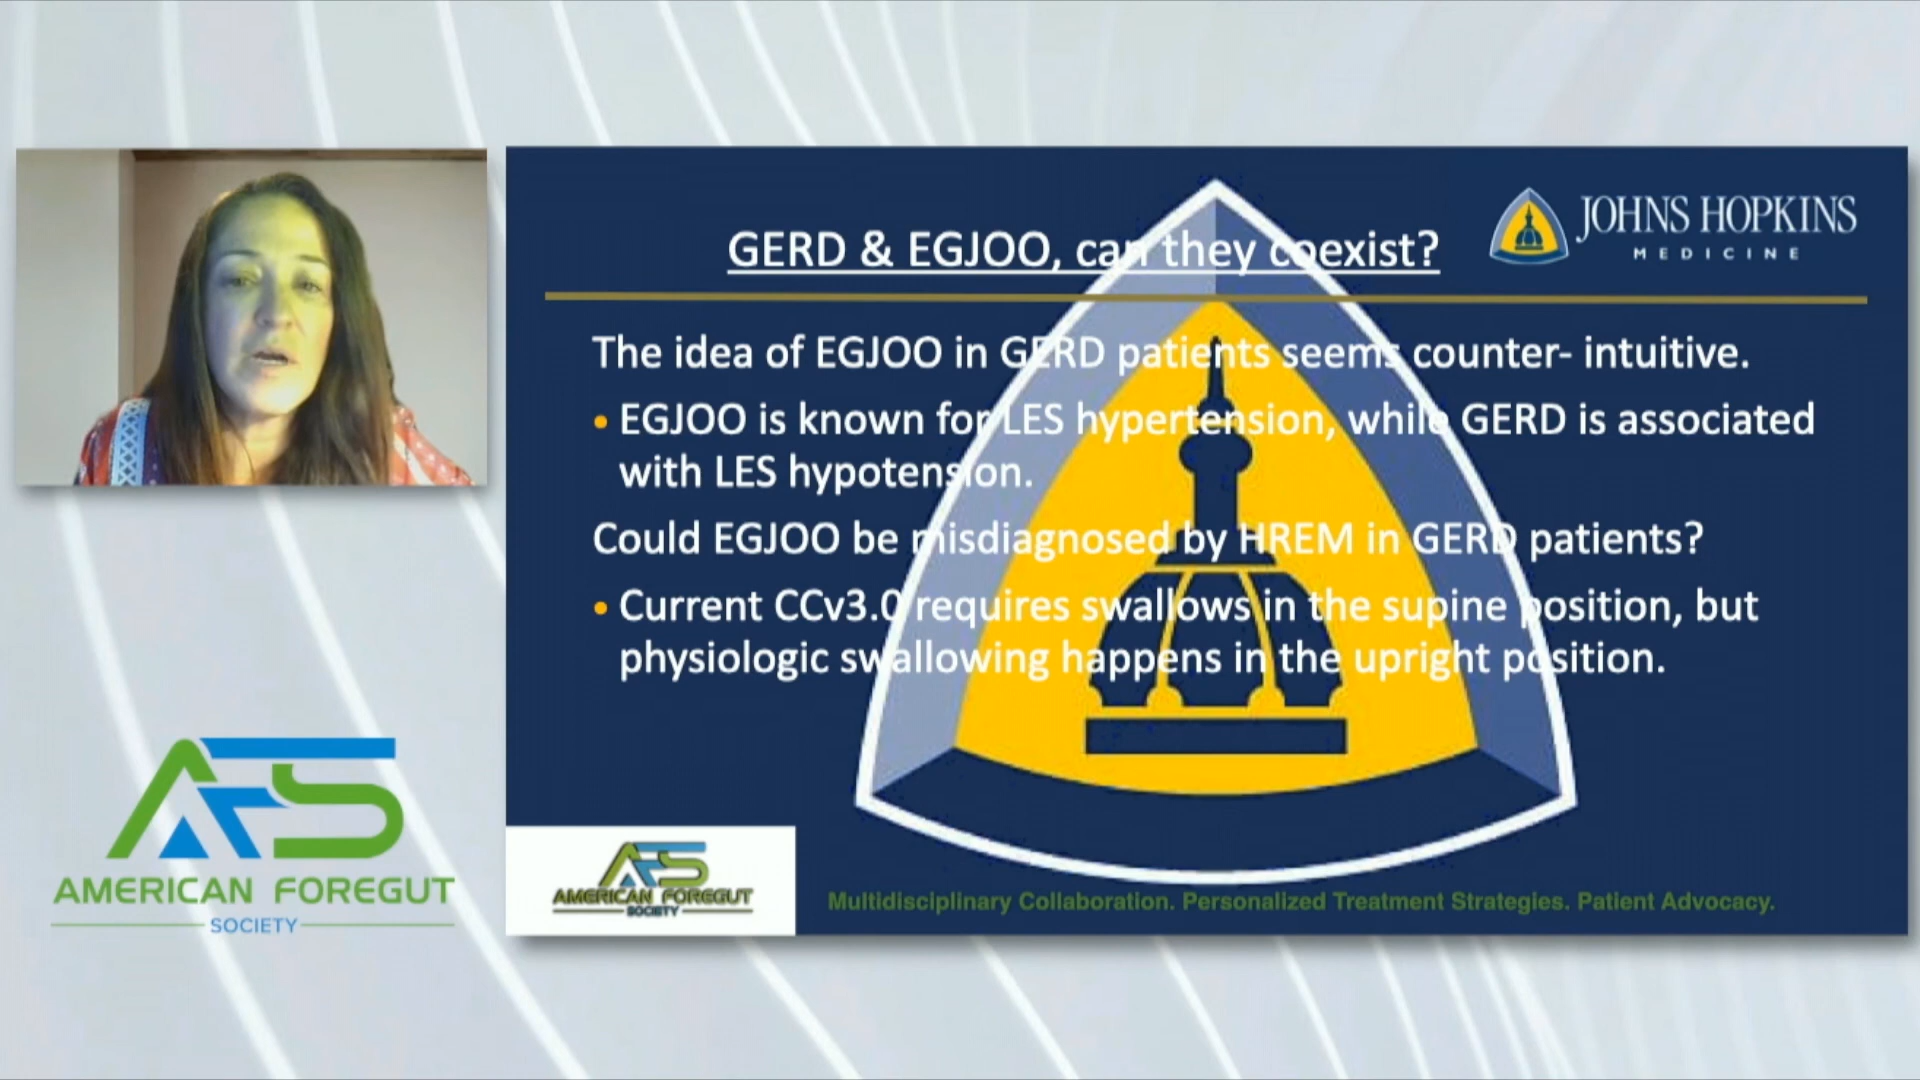 JOHNS HOPKINS
MEDICINE
GERD & EGJOO, can they coexist?
The idea of EGJOO in GERD patients seems counter- intuitive.
• EGJOO is known for LES hypertension, while GERD is associated
with LES hypotension.
Could EGJOO be misdiagnosed by HREM in GERD patients?
• Current CCv3.0 requires swallows in the supine position, but
physiologic swallowing happens in the upright position.
AFS
AMERICAN FOREGUT
SOCIETY
AFS
AMERICAN FOREGUT
SOCIETY
Multidisciplinary Collaboration. Personalized Treatment Strategies. Patient Advocacy.